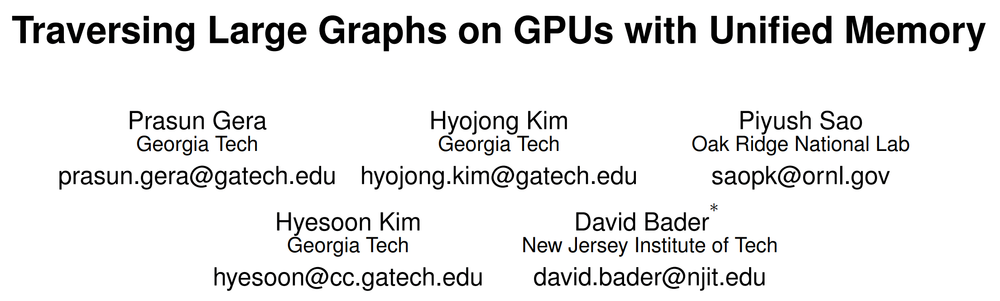 Traversing Large Graphs on GPUs with Unified Memory
Prasun Gera Hyojong Kim Piyush Sao
Georgia Tech Georgia Tech Oak Ridge National Lab
prasun.gera@gatech.edu hyojong.kim@gatech.edu saopk@ornl.gov
Hyesoon Kim David Bader*
Georgia Tech New Jersey Institute of Tech
hyesoon@cc.gatech.edu david.bader@njit.edu